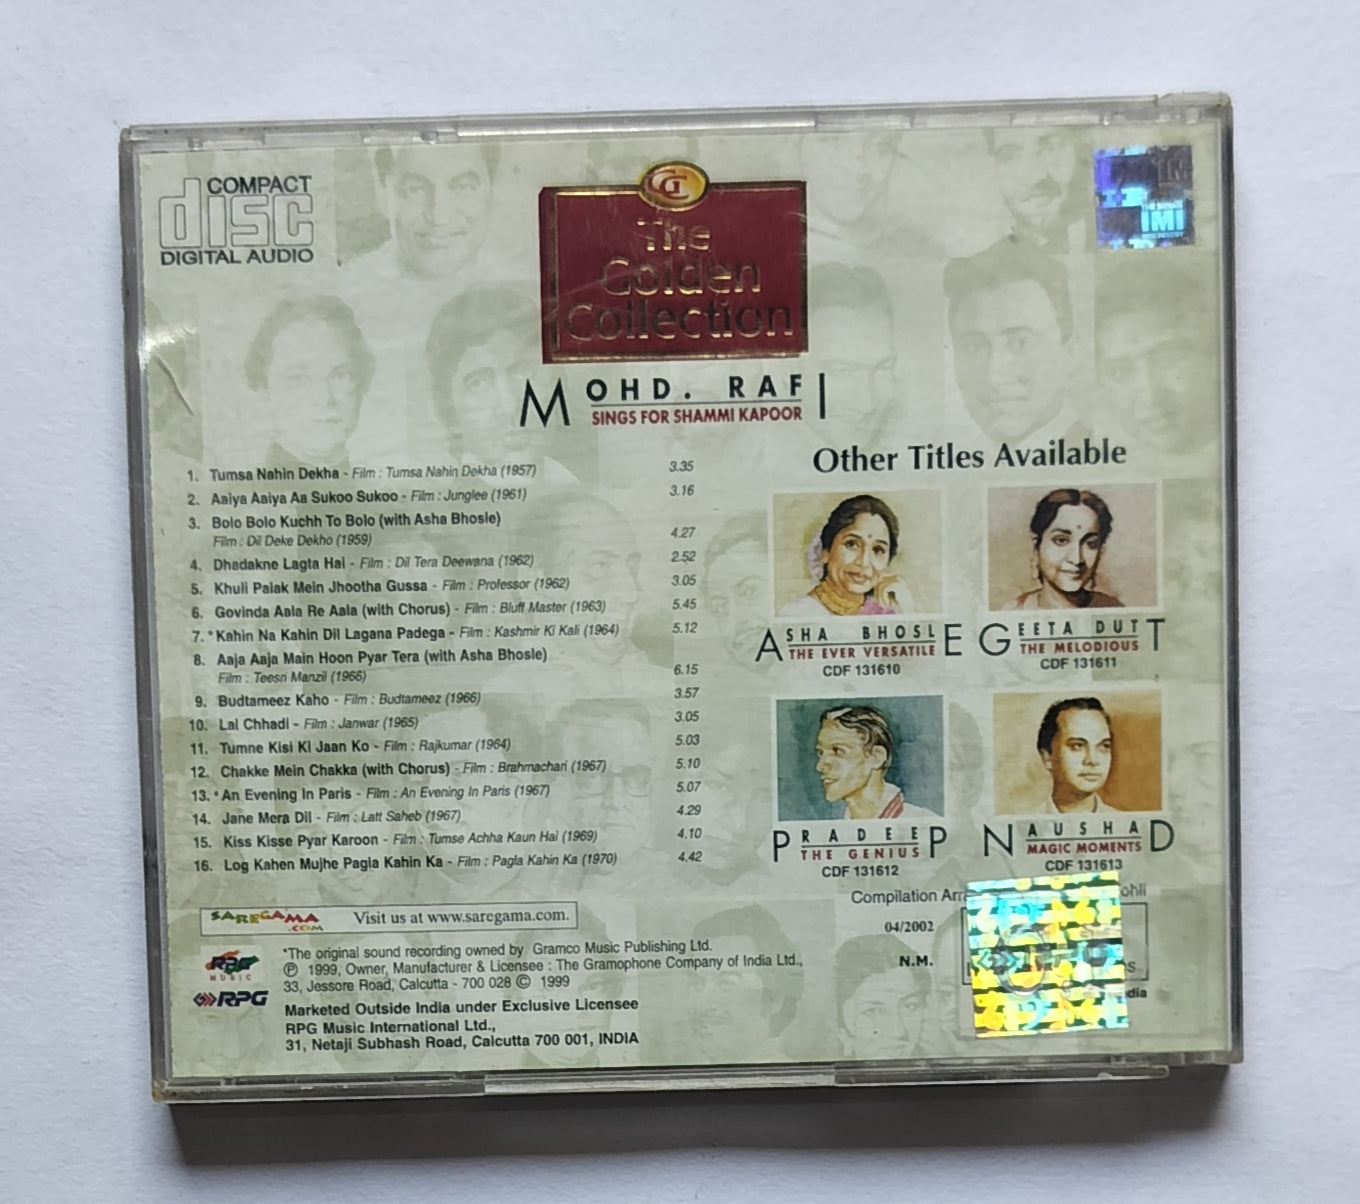 COMPACT
disc
DIGITAL AUDIO
GC
The
Golden
Collection
MOHD. RAFI
SINGS FOR SHAMMI KAPOOR
IMI
1. Tumsa Nahin Dekha - Film : Tumsa Nahin Dekha (1957) 3.35
2. Aaiya Aaiya Aa Sukoo Sukoo - Film : Junglee (1961) 3.16
3. Bolo Bolo Kuchh To Bolo (with Asha Bhosle)
Film : Dil Deke Dekho (1959) 4.27
4. Dhadakne Lagta Hai - Film : Dil Tera Deewana (1962) 2.52
5. Khuli Palak Mein Jhootha Gussa - Film : Professor (1962) 3.05
6. Govinda Aala Re Aala (with Chorus) - Film : Bluff Master (1963) 5.45
7. * Kahin Na Kahin Dil Lagana Padega - Film : Kashmir Ki Kali (1964) 5.12
8. Aaja Aaja Main Hoon Pyar Tera (with Asha Bhosle)
Film : Teesri Manzil (1966) 6.15
9. Budtameez Kaho - Film : Budtameez (1966) 3.57
10. Lal Chhadi - Film : Janwar (1965) 3.05
11. Tumne Kisi Ki Jaan Ko - Film : Rajkumar (1964) 5.03
12. Chakke Mein Chakka (with Chorus) - Film : Brahmachari (1967) 5.10
13. * An Evening In Paris - Film : An Evening In Paris (1967) 5.07
14. Jane Mera Dil - Film : Latt Saheb (1967) 4.29
15. Kiss Kisse Pyar Karoon - Film : Tumse Achha Kaun Hai (1969) 4.10
16. Log Kahen Mujhe Pagla Kahin Ka - Film : Pagla Kahin Ka (1970) 4.42
Other Titles Available
ASHA BHOSLE
THE EVER VERSATILE
CDF 131610
GEETA DUTT
THE MELODIOUS
CDF 131611
PRADEEP
THE GENIUS
CDF 131612
NAUSHAD
MAGIC MOMENTS
CDF 131613
Compilation
04/2002
N.M.
SAREGAMA
.COM
Visit us at www.saregama.com.
RPG
MUSIC
RPG
*The original sound recording owned by Gramco Music Publishing Ltd.
Ⓟ 1999, Owner, Manufacturer & Licensee : The Gramophone Company of India Ltd.,
33, Jessore Road, Calcutta - 700 028 © 1999
Marketed Outside India under Exclusive Licensee
RPG Music International Ltd.,
31, Netaji Subhash Road, Calcutta 700 001, INDIA